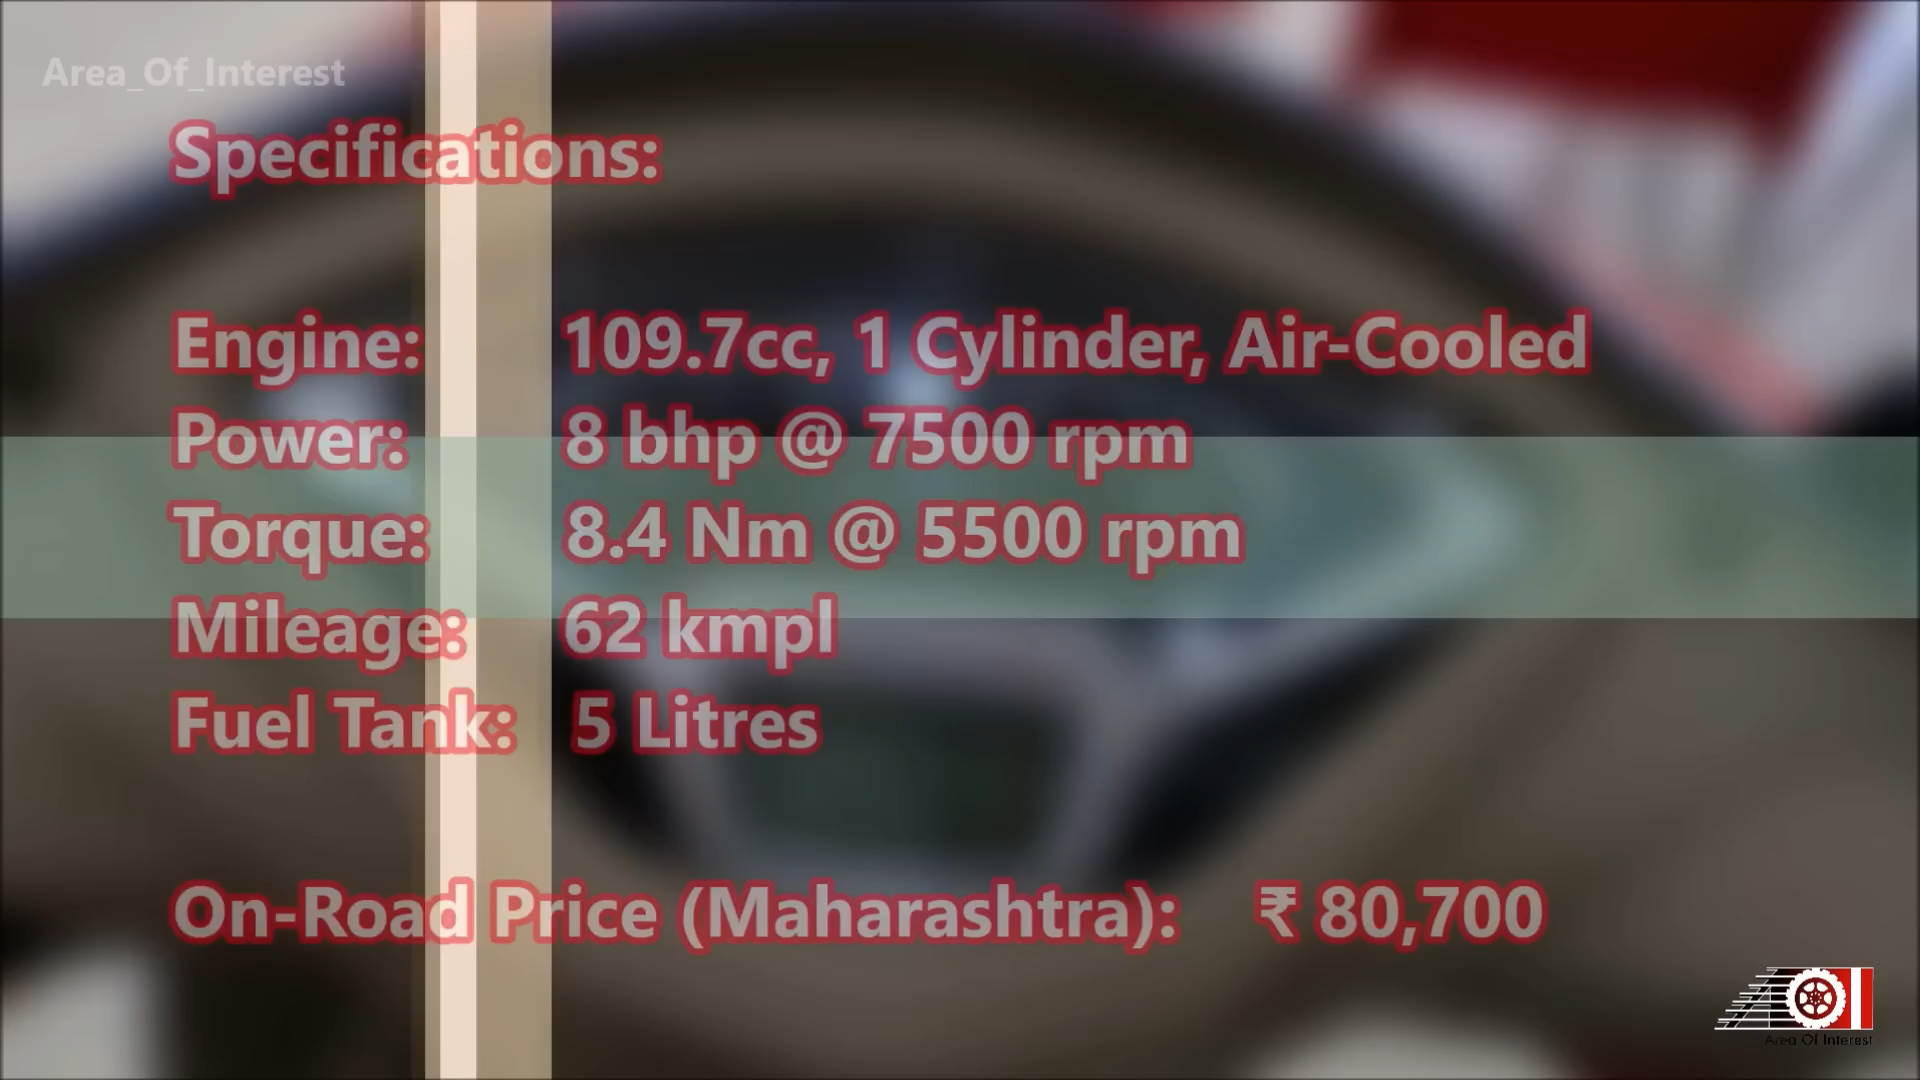 Area_Of_Interest
Specifications:
Engine: 109.7cc, 1 Cylinder, Air-Cooled
Power: 8 bhp @ 7500 rpm
Torque: 8.4 Nm @ 5500 rpm
Mileage: 62 kmpl
Fuel Tank: 5 Litres
On-Road Price (Maharashtra): ₹ 80,700
Area Of Interest